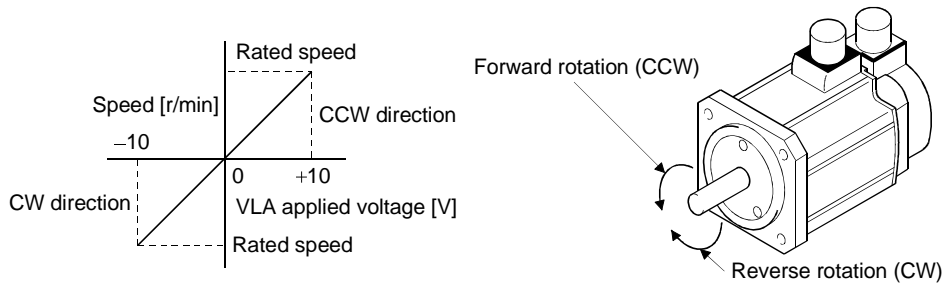 Rated speed
Speed [r/min]
CCW direction
−10
0
+10
CW direction
VLA applied voltage [V]
Rated speed
Forward rotation (CCW)
Reverse rotation (CW)